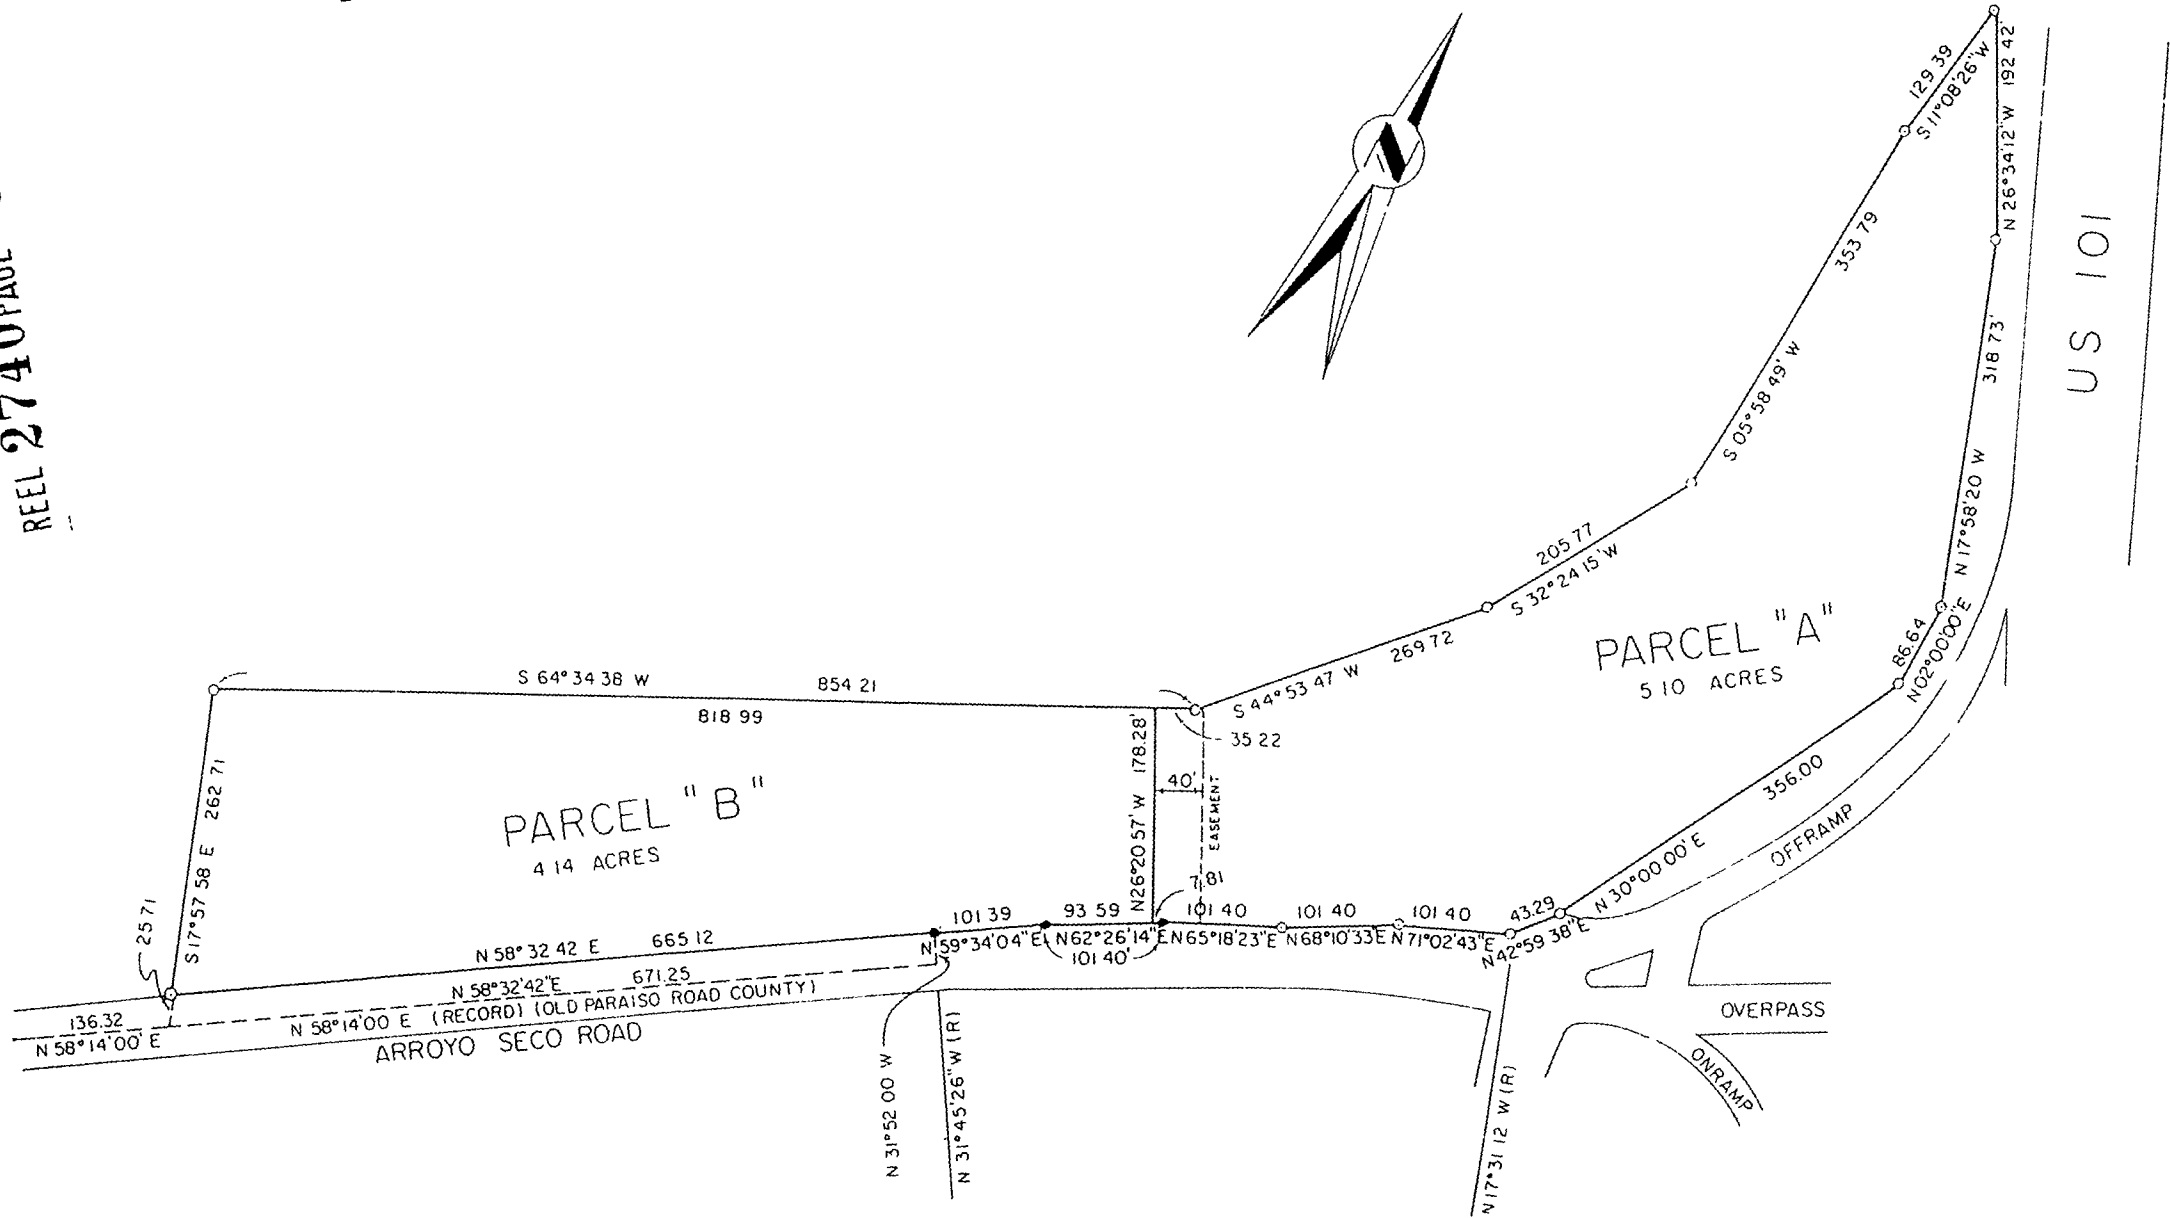 REEL 2740 PAGE
N
129 39
S 11°08'26" W
N 26°34'12" W 192 42'
353 79
S 05° 58 49' W
US 101
318 73'
N 17°58'20 W
205 77
S 32° 24 15' W
PARCEL "A"
5 10 ACRES
86.64
N 02°00'00" E
S 44° 53 47 W 269 72
S 64° 34 38 W 854 21
818 99
35 22
178.28'
N26°20 57' W
40'
EASEMENT
7.81
356.00
N 30°00 00' E
OFFRAMP
S 17°57 58 E 262 71
PARCEL "B"
4 14 ACRES
25 71
N 58° 32 42 E 665 12
101 39
93 59
101 40
101 40
101 40
43.29
N 59°34'04"E
N62°26'14"E
N65°18'23"E
N68°10'33E
N 71°02'43"E
N42°59 38"E
101 40'
N 58°32'42"E 671.25
N 58°14'00 E (RECORD) (OLD PARAISO ROAD COUNTY)
136.32
N 58°14'00' E
ARROYO SECO ROAD
N 31°52 00 W
N 31°45'26" W (R)
N 17°31 12 W (R)
OVERPASS
ONRAMP